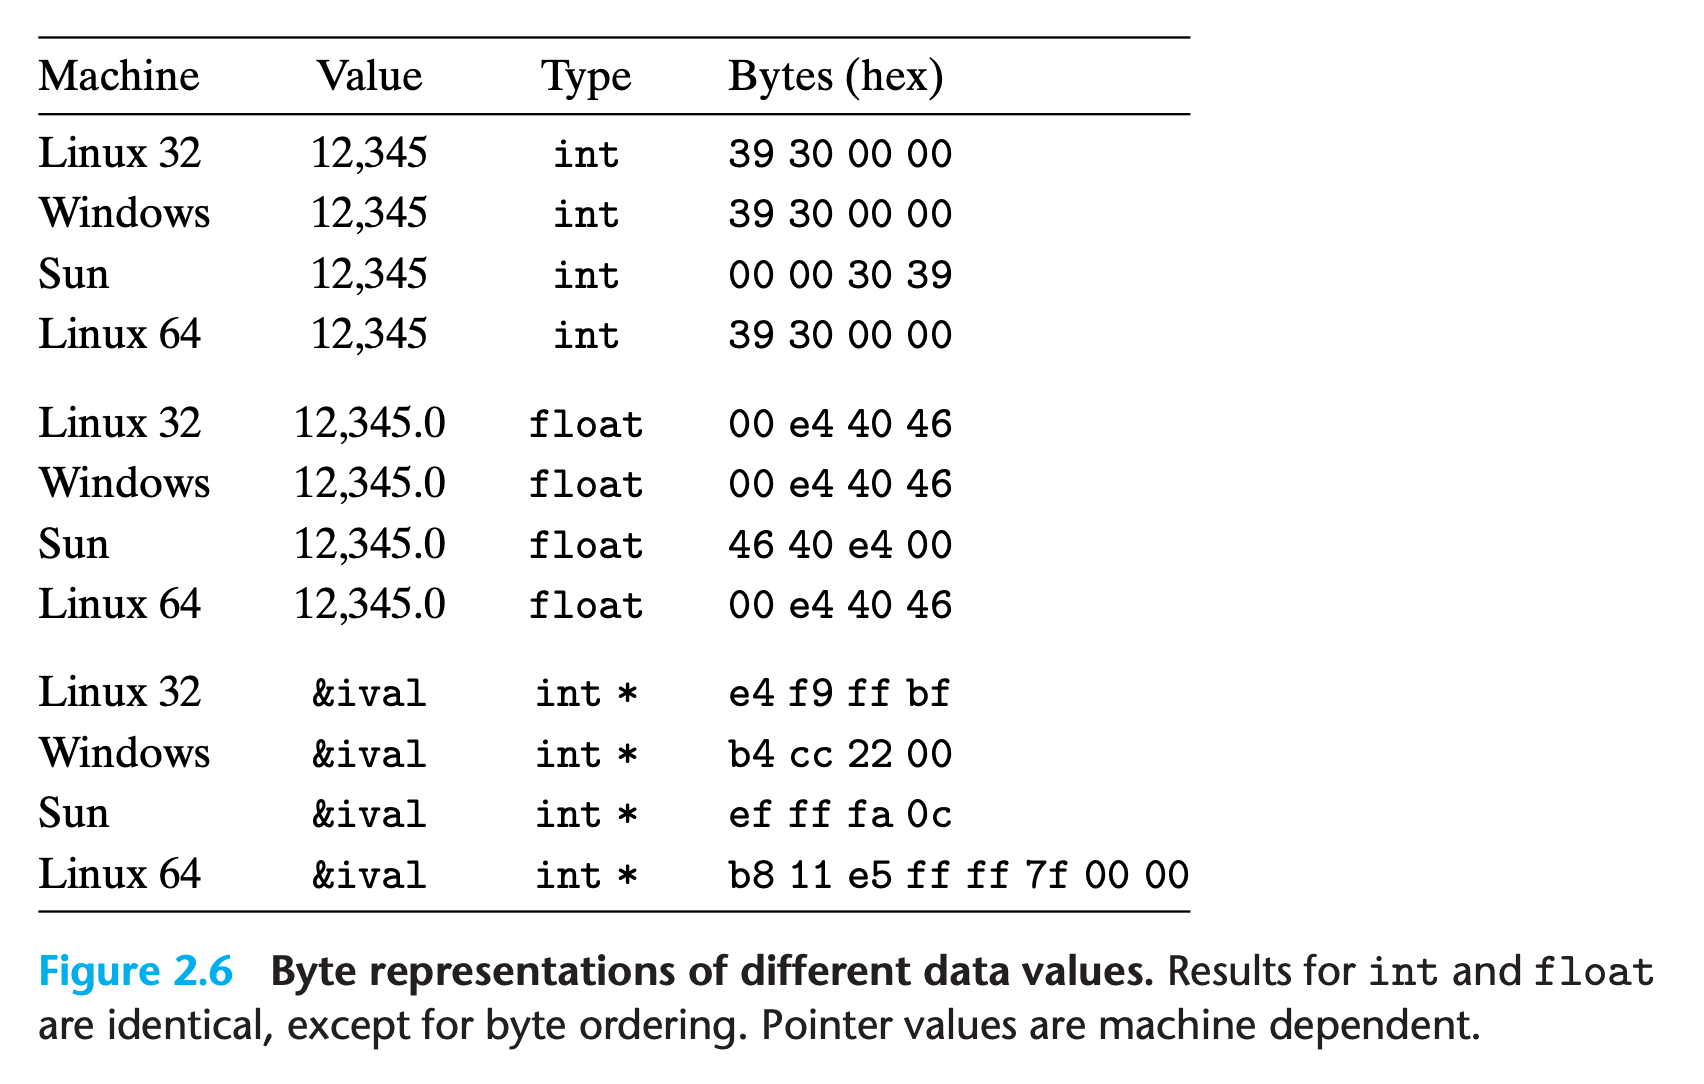 Machine Value Type Bytes (hex)
Linux 32 12,345 int 39 30 00 00
Windows 12,345 int 39 30 00 00
Sun 12,345 int 00 00 30 39
Linux 64 12,345 int 39 30 00 00
Linux 32 12,345.0 float 00 e4 40 46
Windows 12,345.0 float 00 e4 40 46
Sun 12,345.0 float 46 40 e4 00
Linux 64 12,345.0 float 00 e4 40 46
Linux 32 &ival int * e4 f9 ff bf
Windows &ival int * b4 cc 22 00
Sun &ival int * ef ff fa 0c
Linux 64 &ival int * b8 11 e5 ff ff 7f 00 00
Figure 2.6 Byte representations of different data values. Results for int and float
are identical, except for byte ordering. Pointer values are machine dependent.